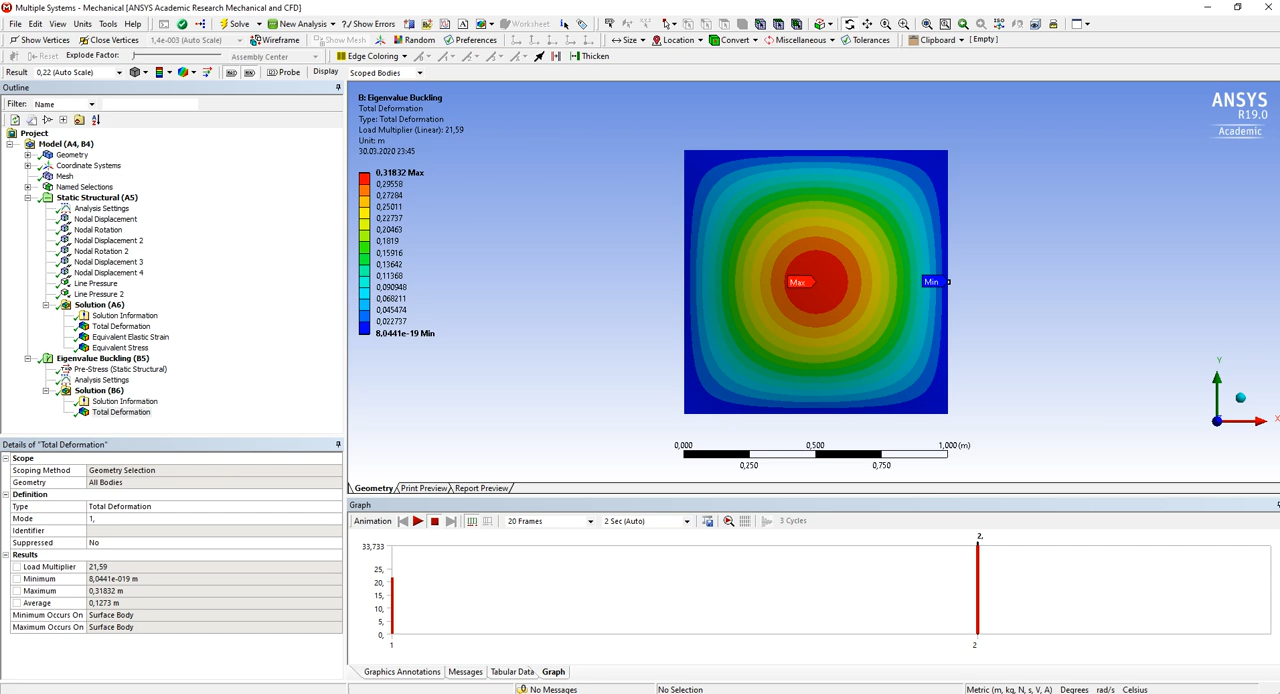 Multiple Systems - Mechanical [ANSYS Academic Research Mechanical and CFD]
File Edit View Units Tools Help Solve New Analysis ?/ Show Errors Worksheet
Show Vertices Close Vertices 1,4e-003 (Auto Scale) Wireframe Show Mesh Random Preferences Size Location Convert Miscellaneous Tolerances Clipboard [ Empty]
Reset Explode Factor: Assembly Center Edge Coloring Thicken
Result 0,22 (Auto Scale) Probe Display Scoped Bodies
Outline
Filter: Name
Project
Model (A4, B4)
Geometry
Coordinate Systems
Mesh
Named Selections
Static Structural (A5)
Analysis Settings
Nodal Displacement
Nodal Rotation
Nodal Displacement 2
Nodal Rotation 2
Nodal Displacement 3
Nodal Displacement 4
Line Pressure
Line Pressure 2
Solution (A6)
Solution Information
Total Deformation
Equivalent Elastic Strain
Equivalent Stress
Eigenvalue Buckling (B5)
Pre-Stress (Static Structural)
Analysis Settings
Solution (B6)
Solution Information
Total Deformation
Details of "Total Deformation"
Scope
Scoping Method Geometry Selection
Geometry All Bodies
Definition
Type Total Deformation
Mode 1,
Identifier
Suppressed No
Results
Load Multiplier 21,59
Minimum 8,0441e-019 m
Maximum 0,31832 m
Average 0,1273 m
Minimum Occurs On Surface Body
Maximum Occurs On Surface Body
B: Eigenvalue Buckling
Total Deformation
Type: Total Deformation
Load Multiplier (Linear): 21,59
Unit: m
30.03.2020 23:45
0,31832 Max
0,29558
0,27284
0,25011
0,22737
0,20463
0,1819
0,15916
0,13642
0,11368
0,090948
0,068211
0,045474
0,022737
8,0441e-19 Min
ANSYS
R19.0
Academic
Max
Min
Y
X
0,000 0,500 1,000 (m)
0,250 0,750
Geometry Print Preview Report Preview
Graph
Animation 20 Frames 2 Sec (Auto) 3 Cycles
2,
33,733
25,
20,
15,
10,
5,
0,
1 2
Graphics Annotations Messages Tabular Data Graph
No Messages No Selection Metric (m, kg, N, s, V, A) Degrees rad/s Celsius